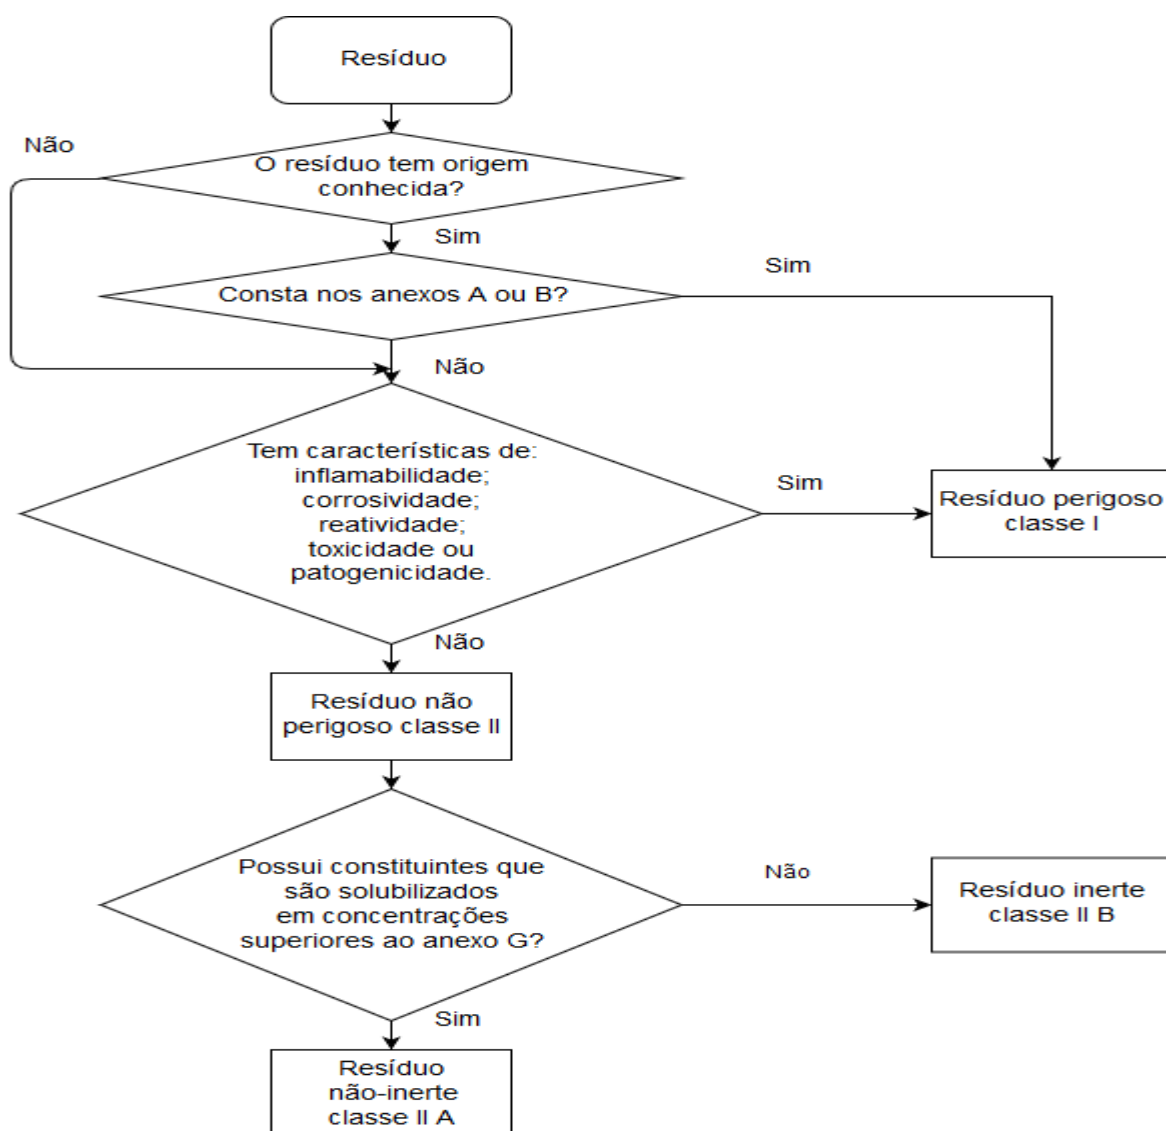 Resíduo
Não
O resíduo tem origem
conhecida?
Sim
Sim
Consta nos anexos A ou B?
Não
Tem características de:
inflamabilidade;
corrosividade;
reatividade;
toxicidade ou
patogenicidade.
Sim
Resíduo perigoso
classe I
Não
Resíduo não
perigoso classe II
Possui constituintes que
são solubilizados
em concentrações
superiores ao anexo G?
Não
Resíduo inerte
classe II B
Sim
Resíduo
não-inerte
classe II A